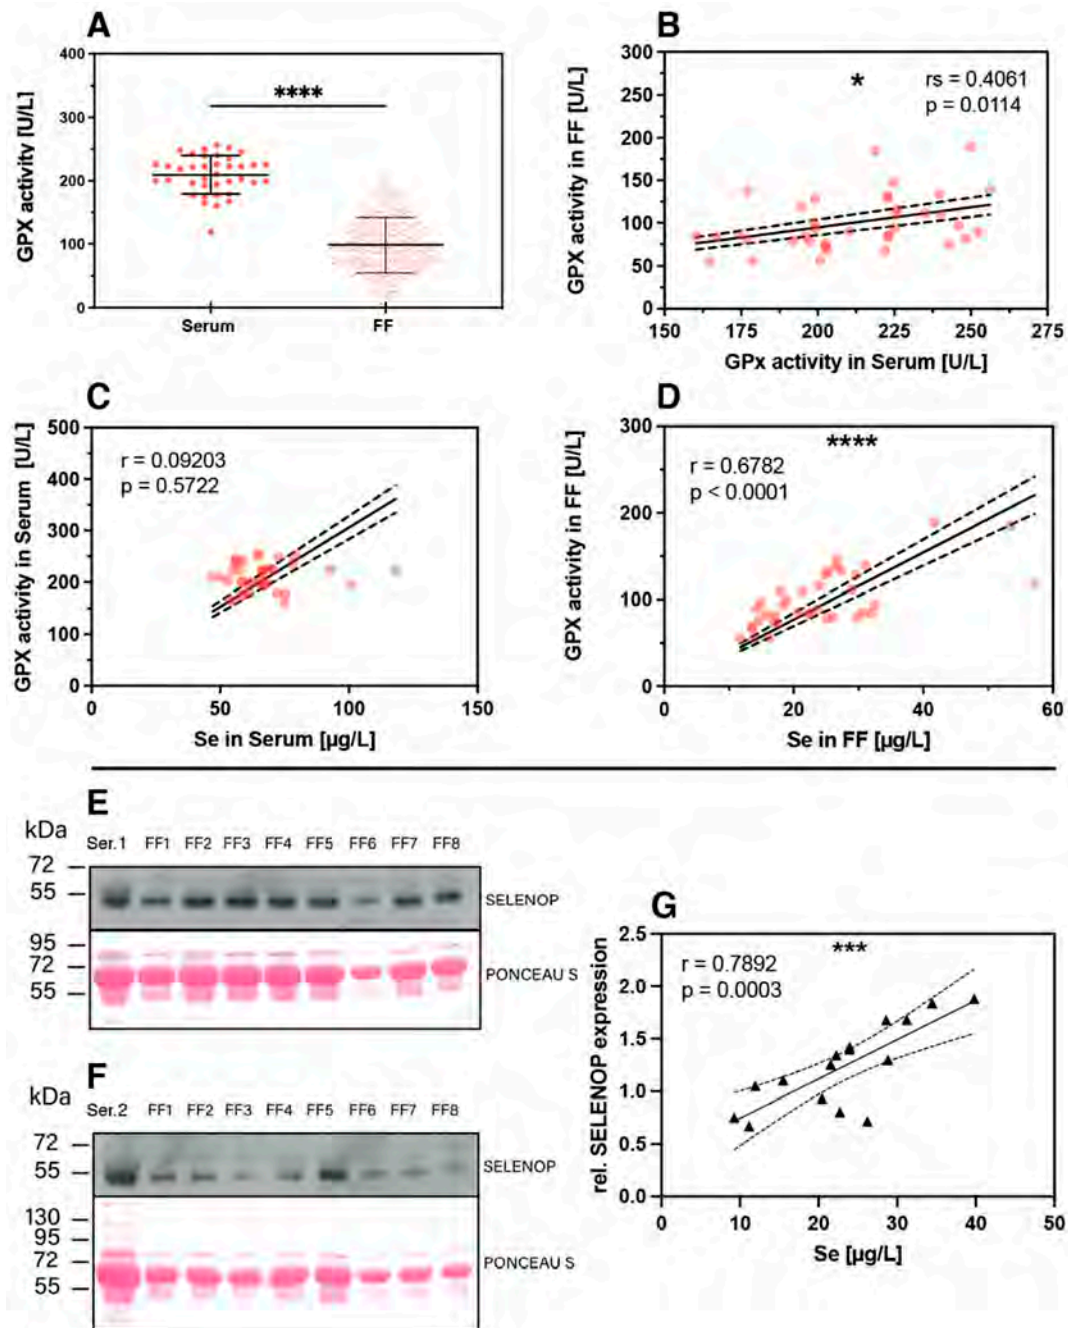 A
GPX activity [U/L]
400
300
200
100
0
****
Serum
FF
B
GPX activity in FF [U/L]
300
250
200
150
100
50
0
*
rs = 0.4061
p = 0.0114
150
175
200
225
250
275
GPx activity in Serum [U/L]
C
GPX activity in Serum [U/L]
500
400
300
200
100
0
r = 0.09203
p = 0.5722
0
50
100
150
Se in Serum [µg/L]
D
GPX activity in FF [U/L]
300
200
100
0
****
r = 0.6782
p < 0.0001
0
20
40
60
Se in FF [µg/L]
E
kDa
Ser.1 FF1 FF2 FF3 FF4 FF5 FF6 FF7 FF8
72
55
SELENOP
95
72
55
PONCEAU S
F
kDa
Ser.2 FF1 FF2 FF3 FF4 FF5 FF6 FF7 FF8
72
55
SELENOP
130
95
72
55
PONCEAU S
G
rel. SELENOP expression
2.5
2.0
1.5
1.0
0.5
0.0
***
r = 0.7892
p = 0.0003
0
10
20
30
40
50
Se [µg/L]